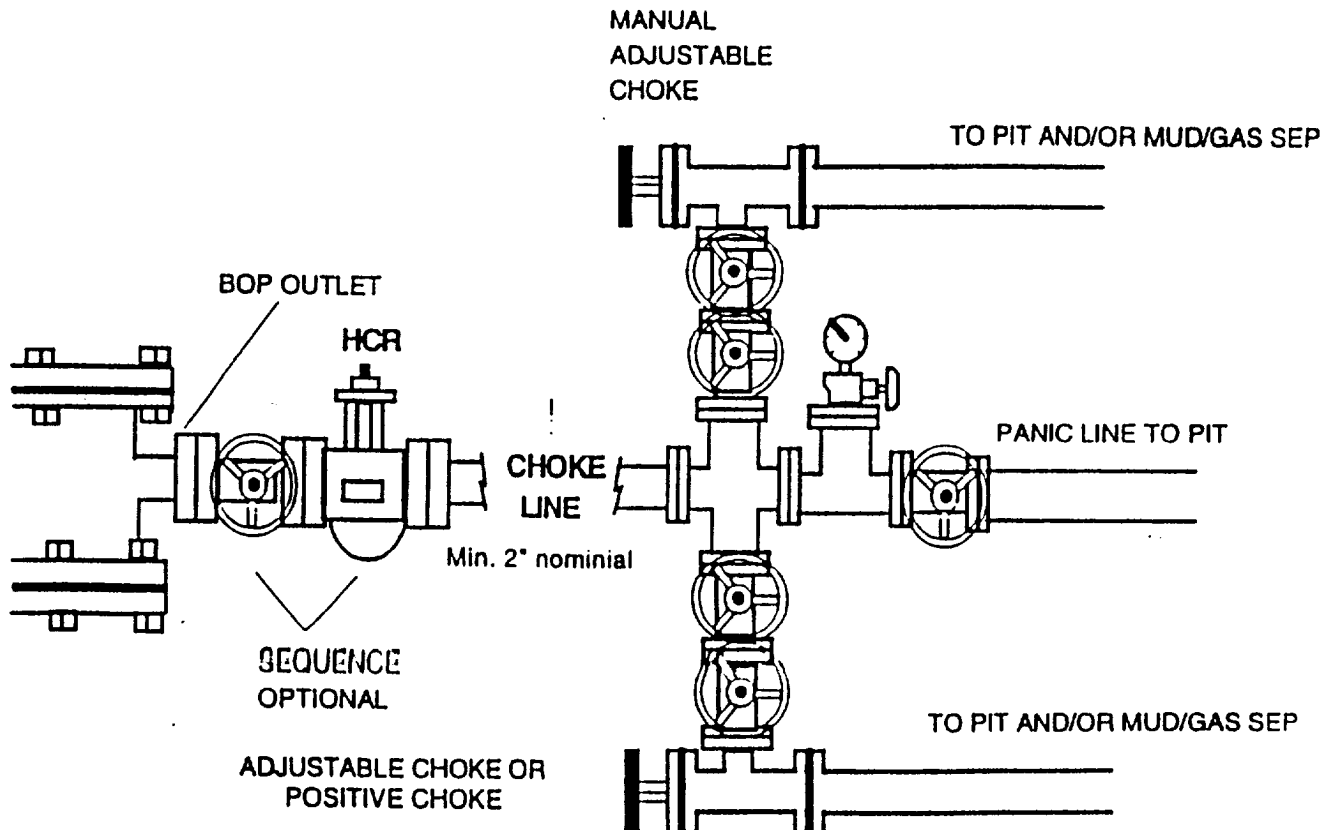 MANUAL
ADJUSTABLE
CHOKE
TO PIT AND/OR MUD/GAS SEP
BOP OUTLET
HCR
PANIC LINE TO PIT
CHOKE
LINE
Min. 2" nominial
SEQUENCE
OPTIONAL
TO PIT AND/OR MUD/GAS SEP
ADJUSTABLE CHOKE OR
POSITIVE CHOKE